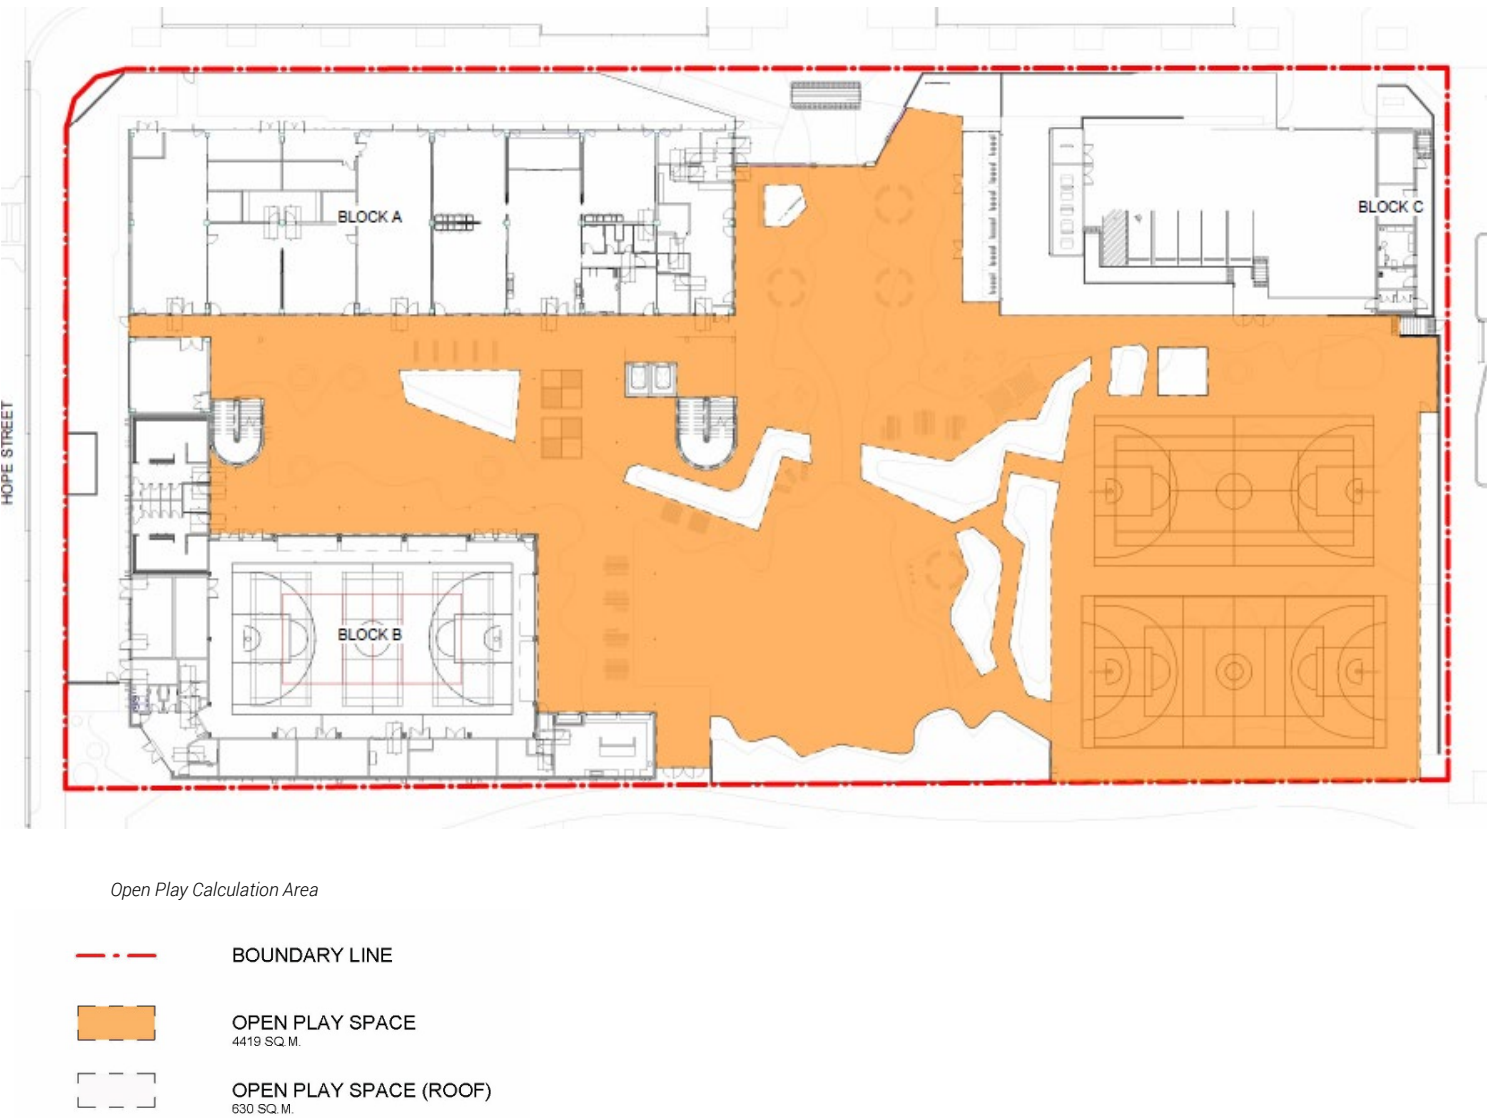 BLOCK A
BLOCK C
HOPE STREET
BLOCK B
Open Play Calculation Area
BOUNDARY LINE
OPEN PLAY SPACE
4419 SQ.M.
OPEN PLAY SPACE (ROOF)
630 SQ.M.